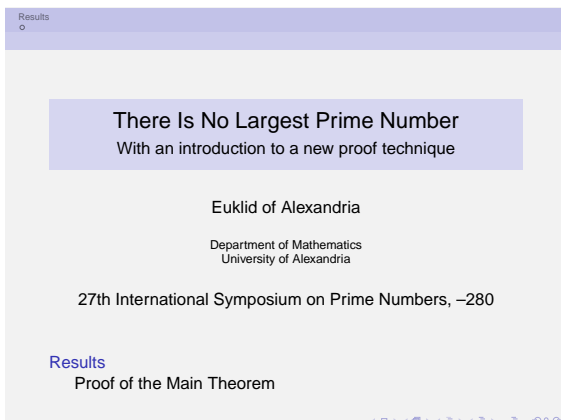 Results
There Is No Largest Prime Number
With an introduction to a new proof technique
Euklid of Alexandria
Department of Mathematics
University of Alexandria
27th International Symposium on Prime Numbers, –280
Results
Proof of the Main Theorem